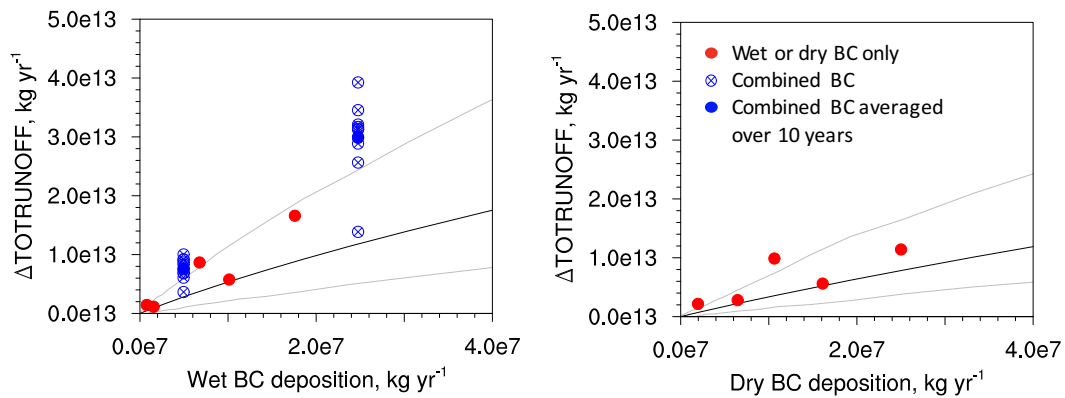 5.0e13
4.0e13
3.0e13
2.0e13
1.0e13
0.0e13
ΔTOTRUNOFF, kg yr-1
0.0e7 2.0e7 4.0e7
Wet BC deposition, kg yr-1
5.0e13
4.0e13
3.0e13
2.0e13
1.0e13
0.0e13
ΔTOTRUNOFF, kg yr-1
Wet or dry BC only
Combined BC
Combined BC averaged
over 10 years
0.0e7 2.0e7 4.0e7
Dry BC deposition, kg yr-1